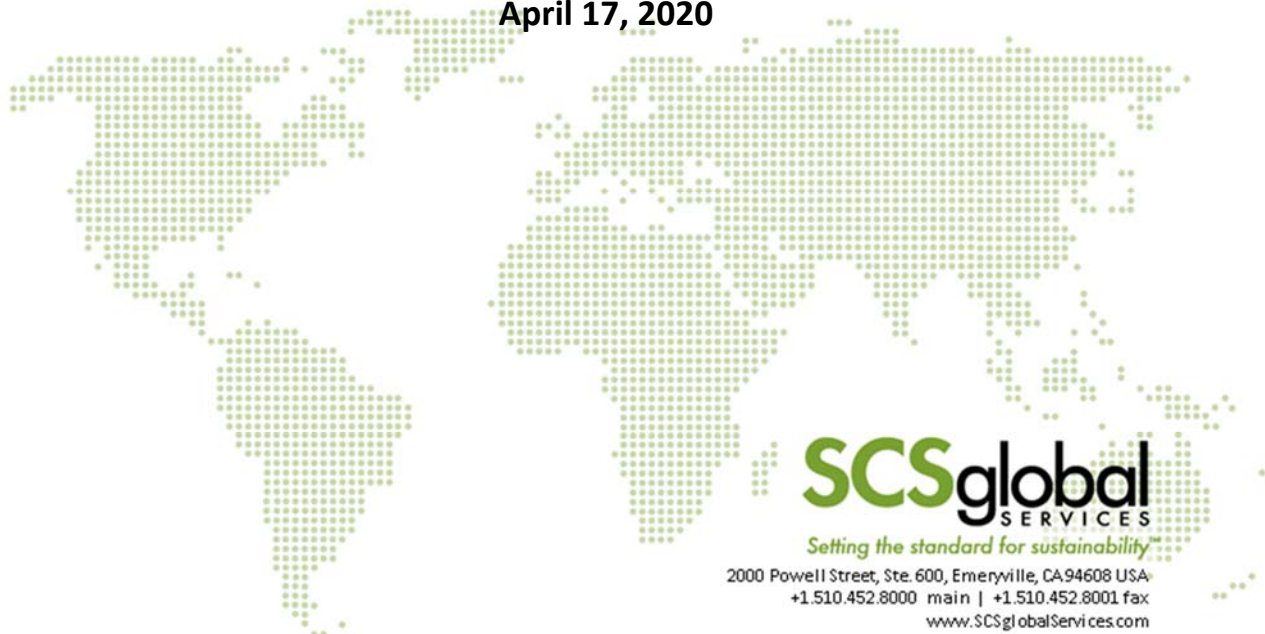 April 17, 2020
SCSglobal
SERVICES
Setting the standard for sustainability™
2000 Powell Street, Ste. 600, Emeryville, CA 94608 USA
+1.510.452.8000 main | +1.510.452.8001 fax
www.SCSglobalServices.com